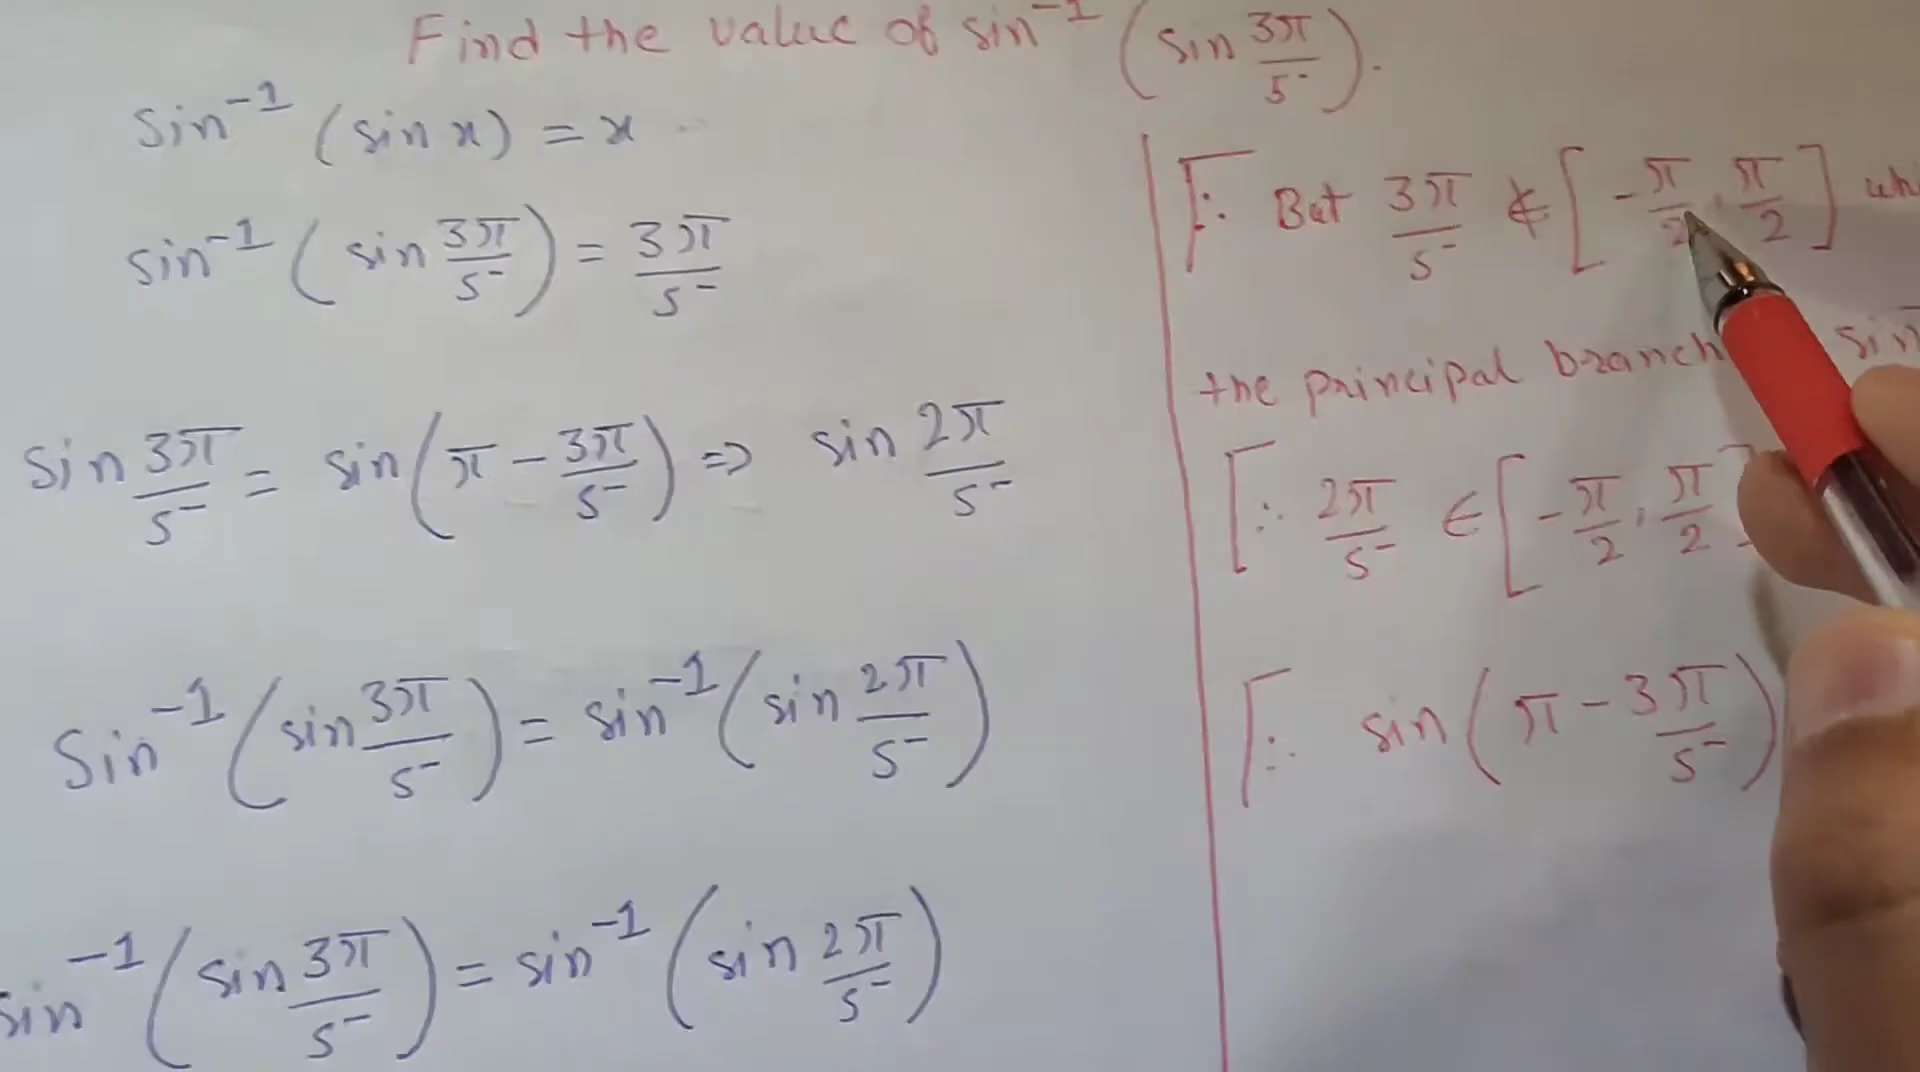 Find the value of sin⁻¹ (sin 3π/5).
sin⁻¹ (sin x) = x
sin⁻¹ (sin 3π/5) = 3π/5
sin 3π/5 = sin(π - 3π/5) => sin 2π/5
Sin⁻¹ (sin 3π/5) = sin⁻¹ (sin 2π/5)
sin⁻¹ (sin 3π/5) = sin⁻¹ (sin 2π/5)
[∵ But 3π/5 ∉ [-π/2, π/2]
the principal branch sin
[∵ 2π/5 ∈ [-π/2, π/2]
[∵ sin(π - 3π/5)